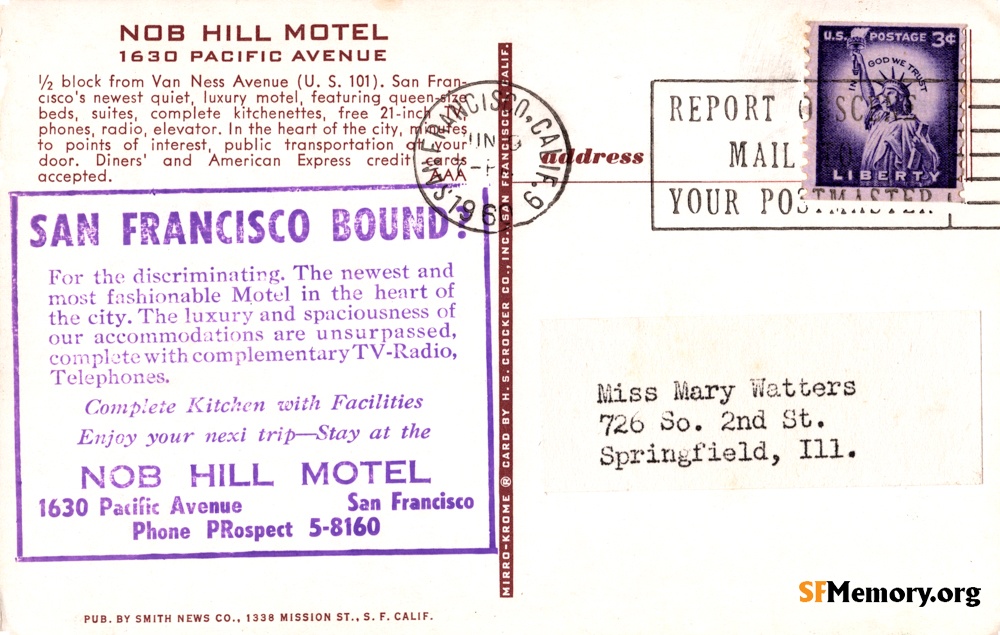 NOB HILL MOTEL
1630 PACIFIC AVENUE
½ block from Van Ness Avenue (U. S. 101). San Fran-
cisco's newest quiet, luxury motel, featuring queen-size
beds, suites, complete kitchenettes, free 21-inch
phones, radio, elevator. In the heart of the city, minutes
to points of interest, public transportation at your
door. Diners' and American Express credit cards
accepted. AAA
SAN FRANCISCO BOUND?
For the discriminating. The newest and
most fashionable Motel in the heart of
the city. The luxury and spaciousness of
our accommodations are unsurpassed,
complete with complementary TV-Radio,
Telephones.
Complete Kitchen with Facilities
Enjoy your next trip—Stay at the
NOB HILL MOTEL
1630 Pacific Avenue San Francisco
Phone PRospect 5-8160
PUB. BY SMITH NEWS CO., 1338 MISSION ST., S. F. CALIF.
MIRRO-KROME ® CARD BY H. S. CROCKER CO., INC. SAN FRANCISCO, CALIF.
SAN FRANCISCO, CALIF. 9
JUN
196
address
U.S. POSTAGE 3¢
IN GOD WE TRUST
LIBERTY
REPORT OBSCENE
MAIL
YOUR POSTMASTER
Miss Mary Watters
726 So. 2nd St.
Springfield, Ill.
SFMemory.org